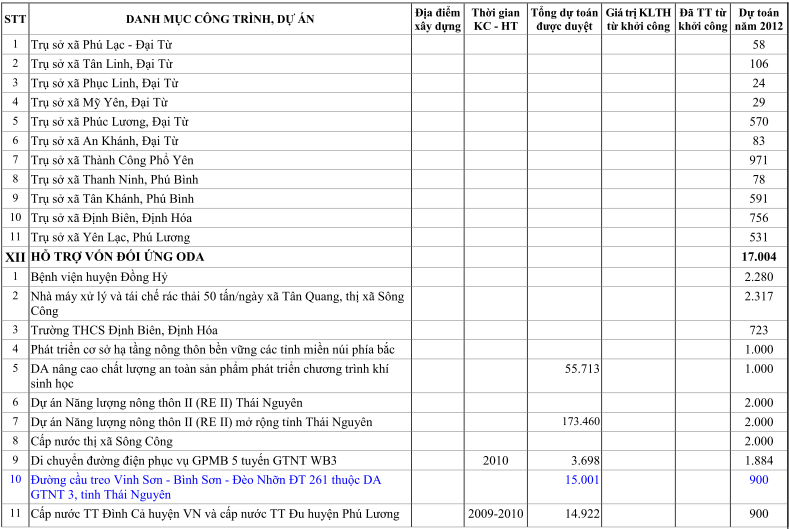 STT DANH MỤC CÔNG TRÌNH, DỰ ÁN Địa điểm xây dựng Thời gian KC - HT Tổng dự toán được duyệt Giá trị KLTH từ khởi công Đã TT từ khởi công Dự toán năm 2012
1 Trụ sở xã Phú Lạc - Đại Từ 58
2 Trụ sở xã Tân Linh, Đại Từ 106
3 Trụ sở xã Phục Linh, Đại Từ 24
4 Trụ sở xã Mỹ Yên, Đại Từ 29
5 Trụ sở xã Phúc Lương, Đại Từ 570
6 Trụ sở xã An Khánh, Đại Từ 83
7 Trụ sở xã Thành Công Phổ Yên 971
8 Trụ sở xã Thanh Ninh, Phú Bình 78
9 Trụ sở xã Tân Khánh, Phú Bình 591
10 Trụ sở xã Định Biên, Định Hóa 756
11 Trụ sở xã Yên Lạc, Phú Lương 531
XII HỖ TRỢ VỐN ĐỐI ỨNG ODA 17.004
1 Bệnh viện huyện Đồng Hỷ 2.280
2 Nhà máy xử lý và tái chế rác thải 50 tấn/ngày xã Tân Quang, thị xã Sông 2.317
Công
3 Trường THCS Định Biên, Định Hóa 723
4 Phát triển cơ sở hạ tầng nông thôn bền vững các tỉnh miền núi phía bắc 1.000
5 DA nâng cao chất lượng an toàn sản phẩm phát triển chương trình khí 55.713 1.000
sinh học
6 Dự án Năng lượng nông thôn II (RE II) Thái Nguyên 2.000
7 Dự án Năng lượng nông thôn II (RE II) mở rộng tỉnh Thái Nguyên 173.460 2.000
8 Cấp nước thị xã Sông Công 2.000
9 Di chuyển đường điện phục vụ GPMB 5 tuyến GTNT WB3 2010 3.698 1.884
10 Đường cầu treo Vinh Sơn - Bình Sơn - Đèo Nhỡn ĐT 261 thuộc DA 15.001 900
GTNT 3, tỉnh Thái Nguyên
11 Cấp nước TT Đình Cả huyện VN và cấp nước TT Đu huyện Phú Lương 2009-2010 14.922 900